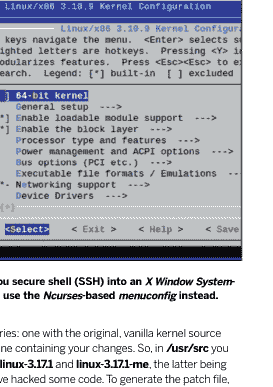 Linux/x86 3.10.9 Kernel Configuration
Linux/x86 3.10.9 Kernel Configura
keys navigate the menu. <Enter> selects su
ighted letters are hotkeys. Pressing <Y> i
odularizes features. Press <Esc><Esc> to e
earch. Legend: [*] built-in [ ] excluded
] 64-bit kernel
General setup --->
*] Enable loadable module support --->
*] Enable the block layer --->
Processor type and features --->
Power management and ACPI options --->
Bus options (PCI etc.) --->
Executable file formats / Emulations ---
*- Networking support --->
Device Drivers --->
(+)
<Select> < Exit > < Help > < Save
ou secure shell (SSH) into an X Window System-
use the Ncurses-based menuconfig instead.
ries: one with the original, vanilla kernel source
ne containing your changes. So, in /usr/src you
linux-3.17.1 and linux-3.17.1-me, the latter being
ve hacked some code. To generate the patch file,